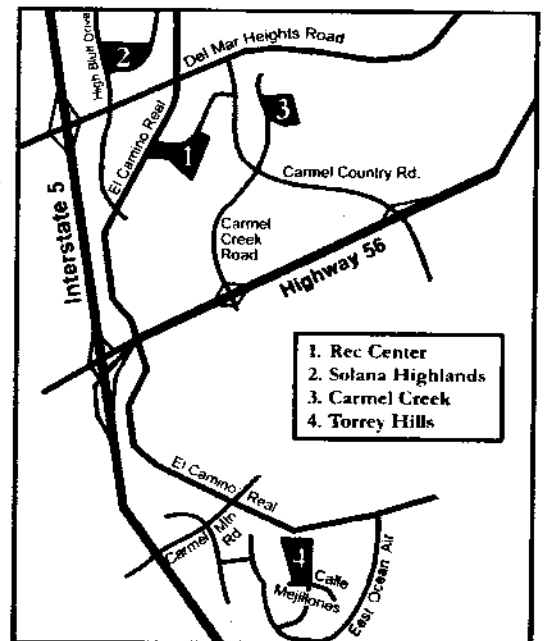 High Bluff Drive
2
Del Mar Heights Road
El Camino Real
3
1
Carmel Country Rd.
Carmel
Creek
Road
Interstate 5
Highway 56
1. Rec Center
2. Solana Highlands
3. Carmel Creek
4. Torrey Hills
El Camino Real
Carmel Mtn
Rd
4
Calle
Mejillones
East Ocean Air